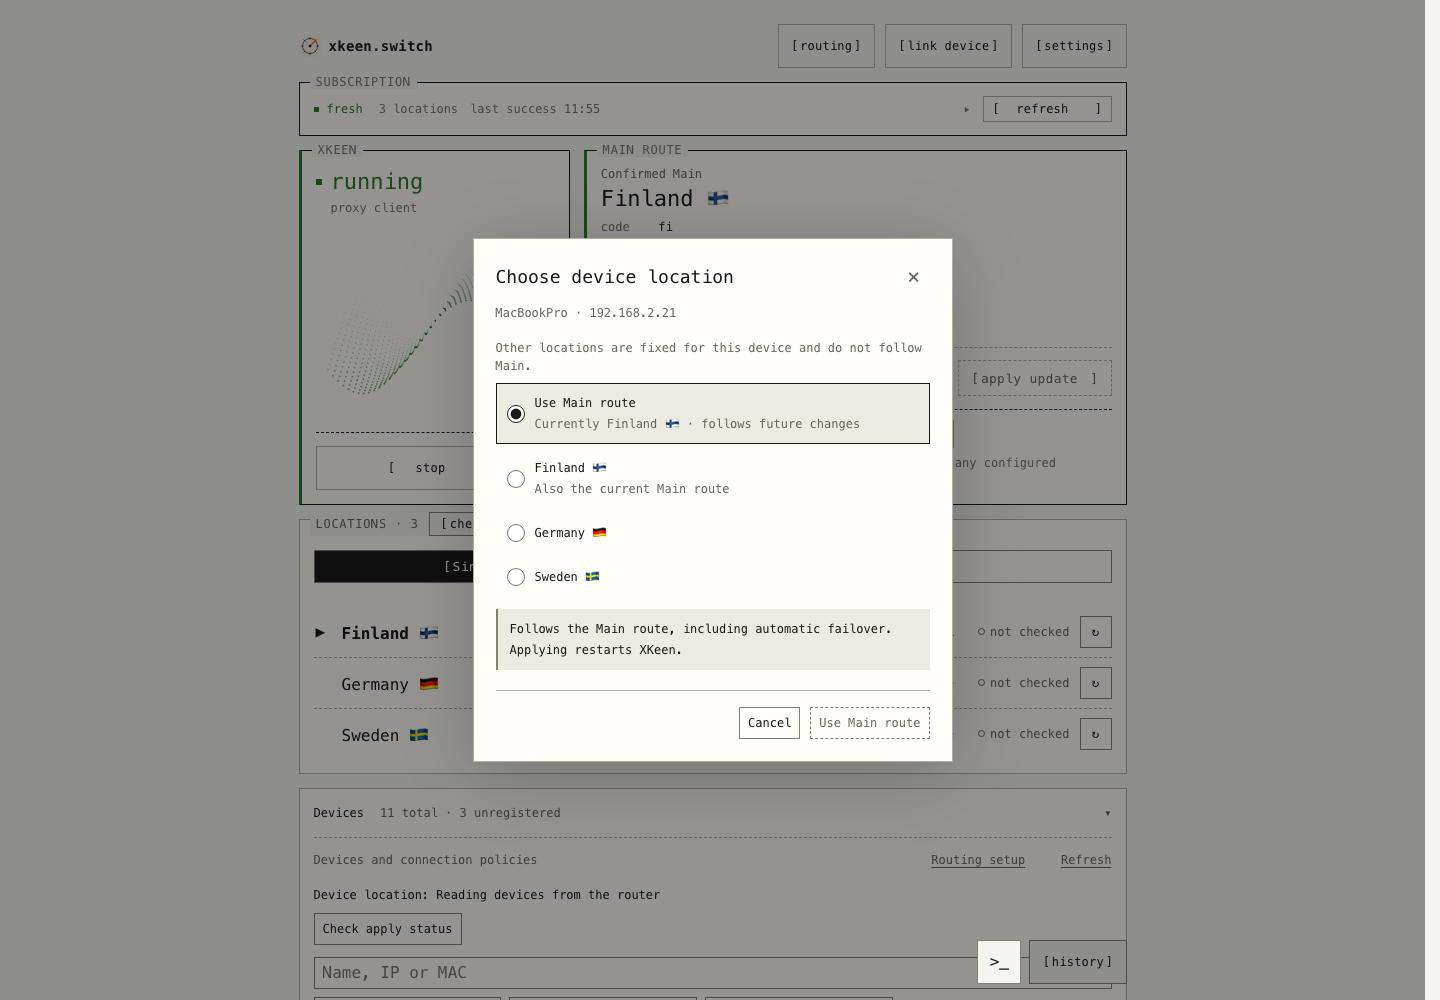 xkeen.switch
[routing]
[link device]
[settings]
SUBSCRIPTION
fresh 3 locations last success 11:55
[ refresh ]
XKEEN
running
proxy client
[ stop
MAIN ROUTE
Confirmed Main
Finland
code fi
[apply update ]
any configured
Choose device location
×
MacBookPro · 192.168.2.21
Other locations are fixed for this device and do not follow
Main.
Use Main route
Currently Finland · follows future changes
Finland
Also the current Main route
Germany
Sweden
Follows the Main route, including automatic failover.
Applying restarts XKeen.
Cancel
Use Main route
LOCATIONS · 3
[che
[Sin
Finland
not checked
Germany
not checked
Sweden
not checked
Devices 11 total · 3 unregistered
Devices and connection policies
Routing setup
Refresh
Device location: Reading devices from the router
Check apply status
Name, IP or MAC
>_
[history]